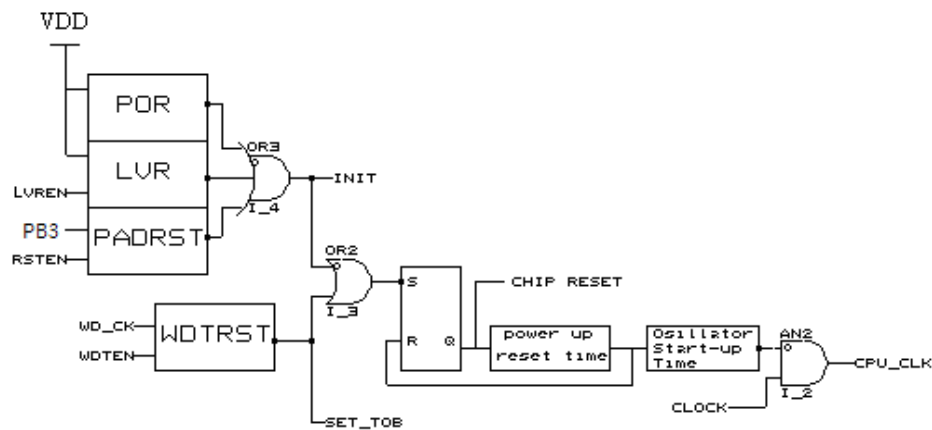 VDD
POR
OR3
LVR
LVREN
INIT
I_4
PB3
PADRST
RSTEN
OR2
S
CHIP RESET
I_3
WD_CK
WDTRST
WDTEN
R
Q
power up
reset time
Osillator
Start-up
Time
AN2
CPU_CLK
I_2
CLOCK
SET_TOB